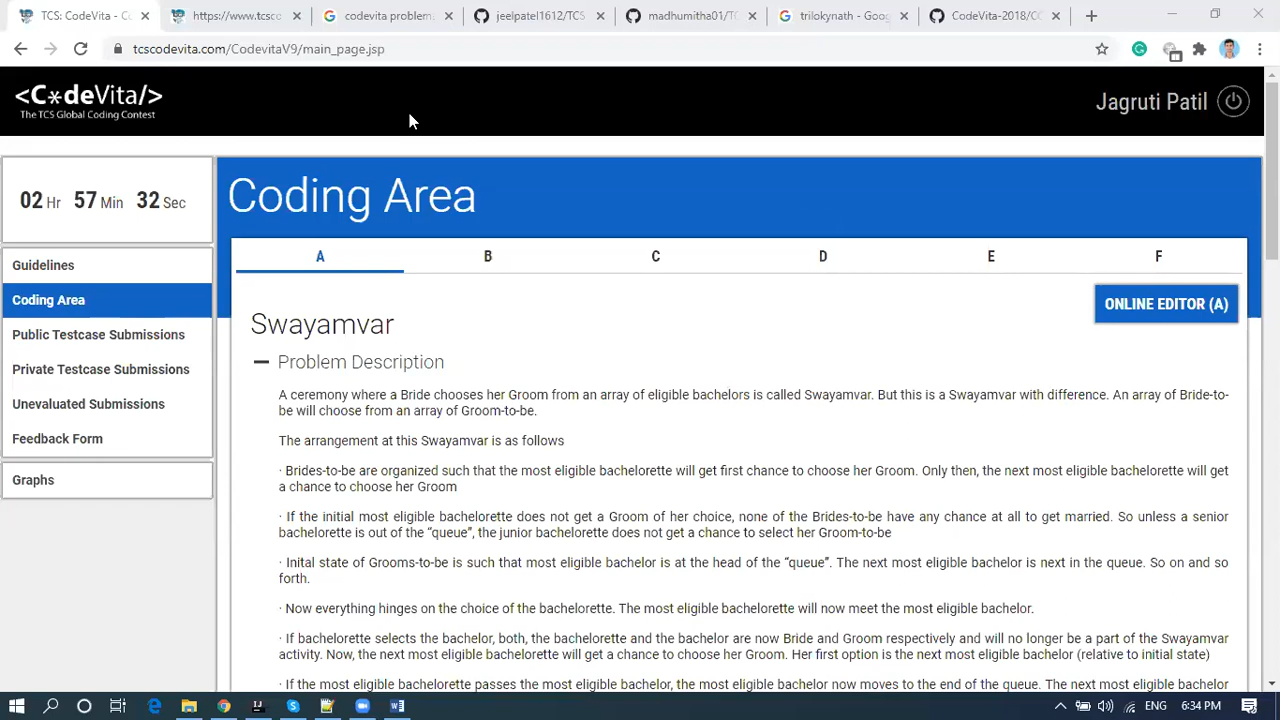 TCS: CodeVita - C
https://www.tcsco
codevita problem
jeelpatel1612/TCS
madhumitha01/TC
trilokynath - Goog
CodeVita-2018/CO
tcscodevita.com/CodevitaV9/main_page.jsp
<C*deVita/>
The TCS Global Coding Contest
Jagruti Patil
02 Hr 57 Min 32 Sec
Guidelines
Coding Area
Public Testcase Submissions
Private Testcase Submissions
Unevaluated Submissions
Feedback Form
Graphs
Coding Area
A B C D E F
ONLINE EDITOR (A)
Swayamvar
Problem Description
A ceremony where a Bride chooses her Groom from an array of eligible bachelors is called Swayamvar. But this is a Swayamvar with difference. An array of Bride-to-
be will choose from an array of Groom-to-be.
The arrangement at this Swayamvar is as follows
· Brides-to-be are organized such that the most eligible bachelorette will get first chance to choose her Groom. Only then, the next most eligible bachelorette will get
a chance to choose her Groom
· If the initial most eligible bachelorette does not get a Groom of her choice, none of the Brides-to-be have any chance at all to get married. So unless a senior
bachelorette is out of the “queue”, the junior bachelorette does not get a chance to select her Groom-to-be
· Inital state of Grooms-to-be is such that most eligible bachelor is at the head of the “queue”. The next most eligible bachelor is next in the queue. So on and so
forth.
· Now everything hinges on the choice of the bachelorette. The most eligible bachelorette will now meet the most eligible bachelor.
· If bachelorette selects the bachelor, both, the bachelorette and the bachelor are now Bride and Groom respectively and will no longer be a part of the Swayamvar
activity. Now, the next most eligible bachelorette will get a chance to choose her Groom. Her first option is the next most eligible bachelor (relative to initial state)
· If the most eligible bachelorette passes the most eligible bachelor, the most eligible bachelor now moves to the end of the queue. The next most eligible bachelor
ENG
6:34 PM